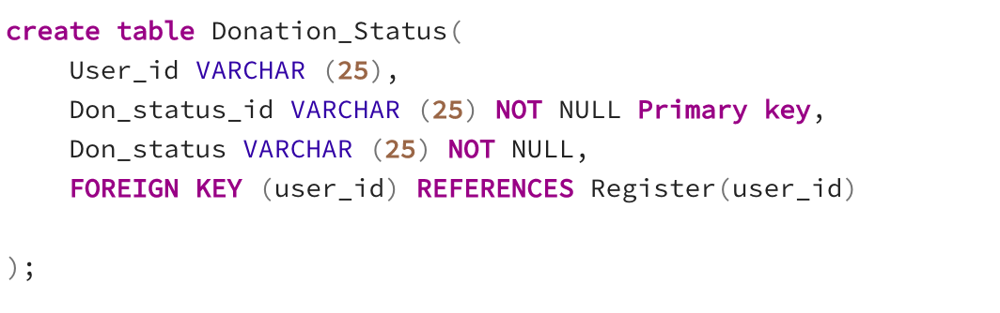 create table Donation_Status(
User_id VARCHAR (25),
Don_status_id VARCHAR (25) NOT NULL Primary key,
Don_status VARCHAR (25) NOT NULL,
FOREIGN KEY (user_id) REFERENCES Register(user_id)
);